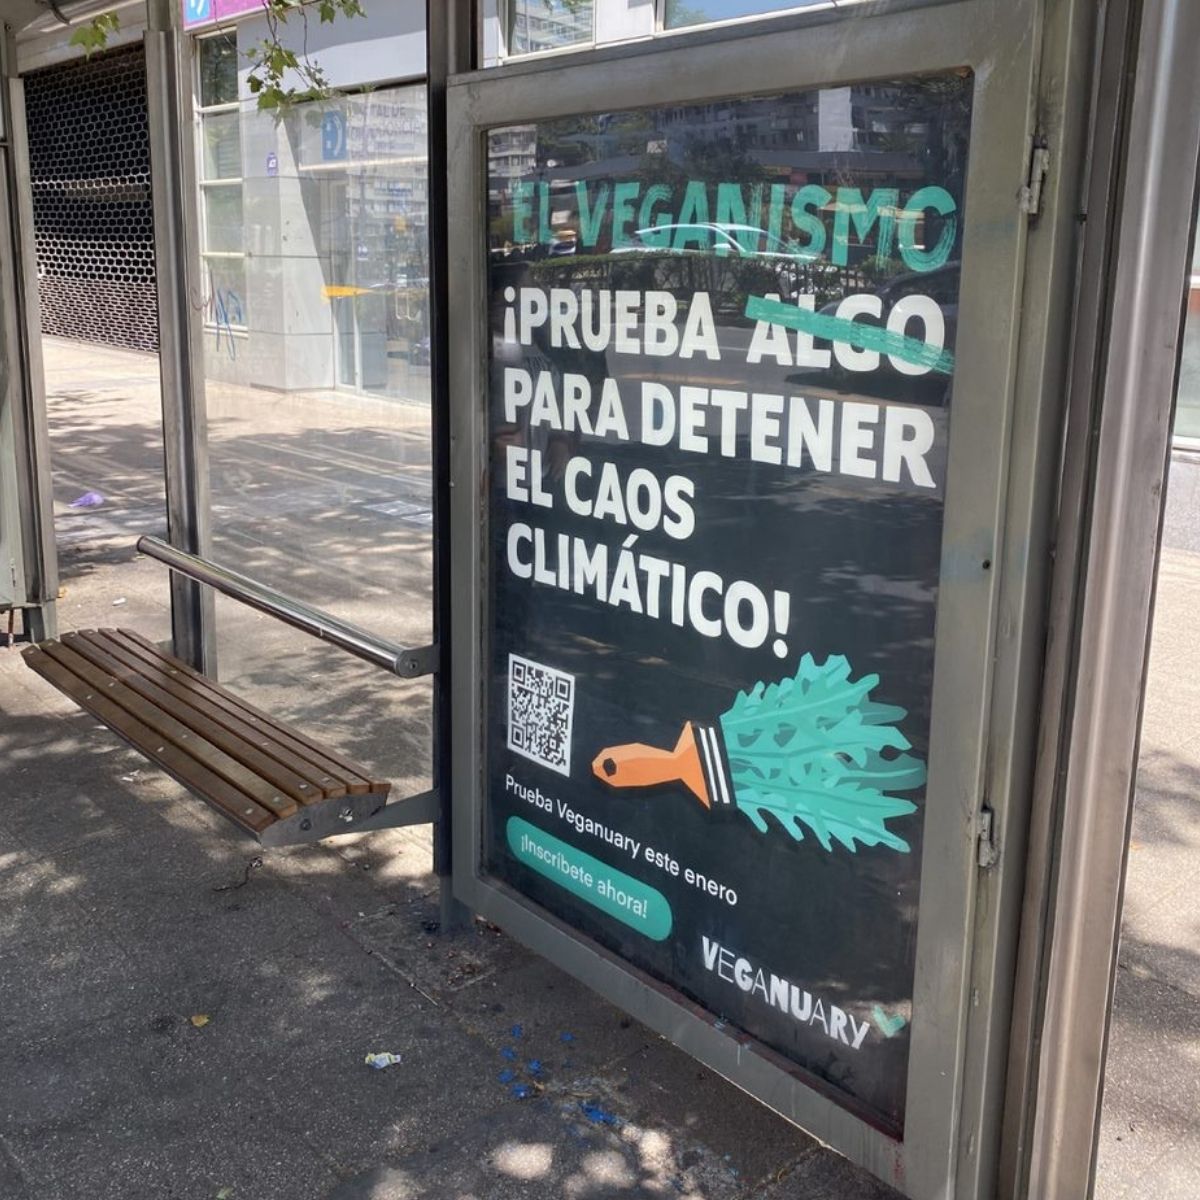 EL VEGANISMO
¡PRUEBA ALGO
PARA DETENER
EL CAOS
CLIMÁTICO!
Prueba Veganuary este enero
¡Inscríbete ahora!
VEGANUARY